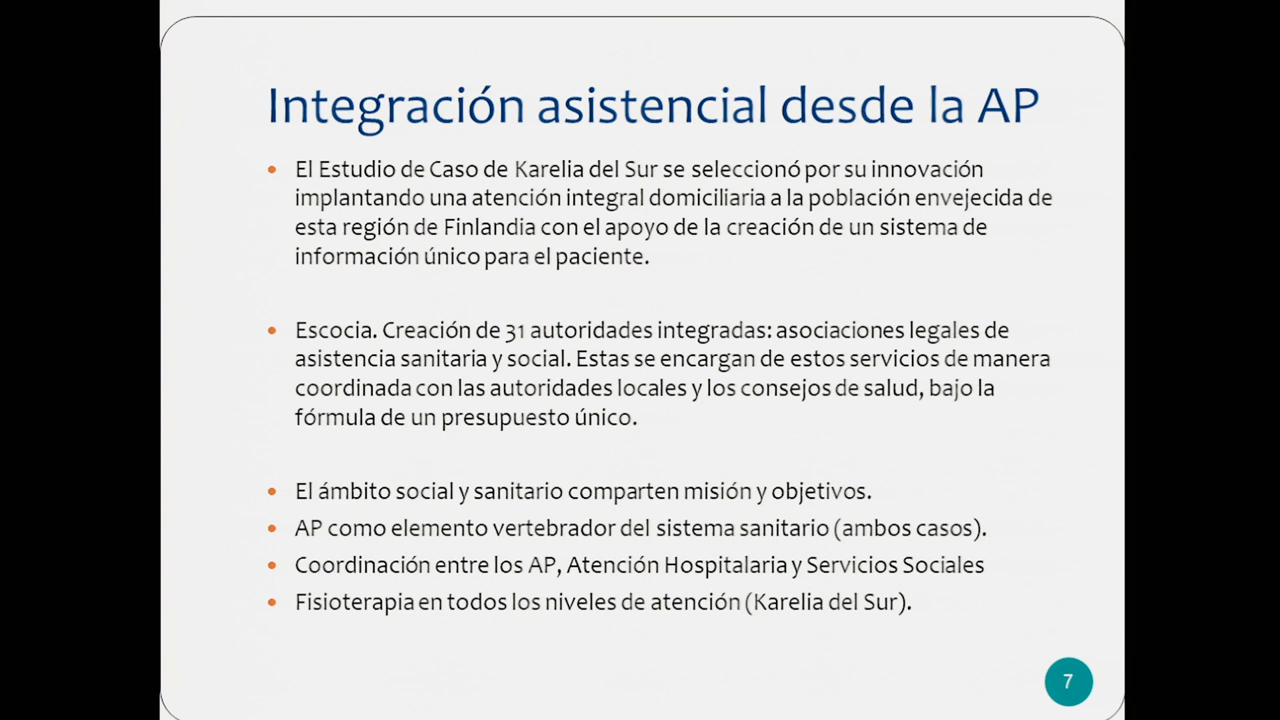 Integración asistencial desde la AP
• El Estudio de Caso de Karelia del Sur se seleccionó por su innovación
implantando una atención integral domiciliaria a la población envejecida de
esta región de Finlandia con el apoyo de la creación de un sistema de
información único para el paciente.
• Escocia. Creación de 31 autoridades integradas: asociaciones legales de
asistencia sanitaria y social. Estas se encargan de estos servicios de manera
coordinada con las autoridades locales y los consejos de salud, bajo la
fórmula de un presupuesto único.
• El ámbito social y sanitario comparten misión y objetivos.
• AP como elemento vertebrador del sistema sanitario (ambos casos).
• Coordinación entre los AP, Atención Hospitalaria y Servicios Sociales
• Fisioterapia en todos los niveles de atención (Karelia del Sur).
7